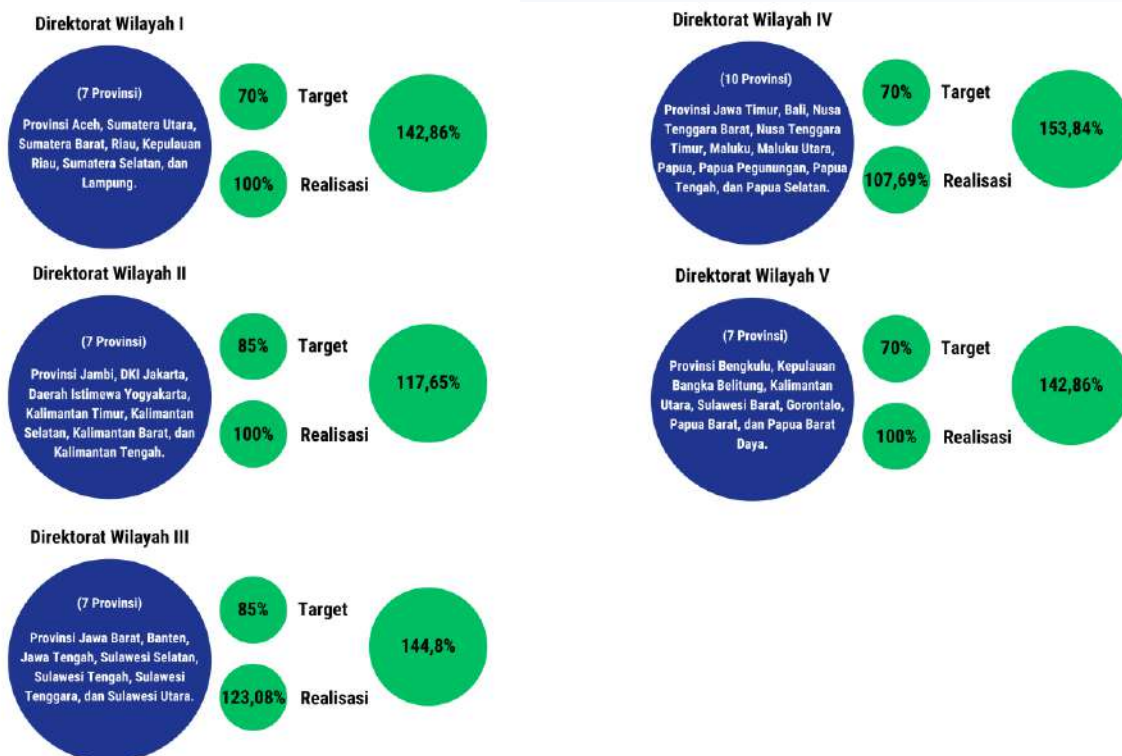 Direktorat Wilayah I
(7 Provinsi)
Provinsi Aceh, Sumatera Utara,
Sumatera Barat, Riau, Kepulauan
Riau, Sumatera Selatan, dan
Lampung.
70%
Target
100%
Realisasi
142,86%
Direktorat Wilayah II
(7 Provinsi)
Provinsi Jambi, DKI Jakarta,
Daerah Istimewa Yogyakarta,
Kalimantan Timur, Kalimantan
Selatan, Kalimantan Barat, dan
Kalimantan Tengah.
85%
Target
100%
Realisasi
117,65%
Direktorat Wilayah III
(7 Provinsi)
Provinsi Jawa Barat, Banten,
Jawa Tengah, Sulawesi Selatan,
Sulawesi Tengah, Sulawesi
Tenggara, dan Sulawesi Utara.
85%
Target
123,08%
Realisasi
144,8%
Direktorat Wilayah IV
(10 Provinsi)
Provinsi Jawa Timur, Bali, Nusa
Tenggara Barat, Nusa Tenggara
Timur, Maluku, Maluku Utara,
Papua, Papua Pegunungan, Papua
Tengah, dan Papua Selatan.
70%
Target
107,69%
Realisasi
153,84%
Direktorat Wilayah V
(7 Provinsi)
Provinsi Bengkulu, Kepulauan
Bangka Belitung, Kalimantan
Utara, Sulawesi Barat, Gorontalo,
Papua Barat, dan Papua Barat
Daya.
70%
Target
100%
Realisasi
142,86%